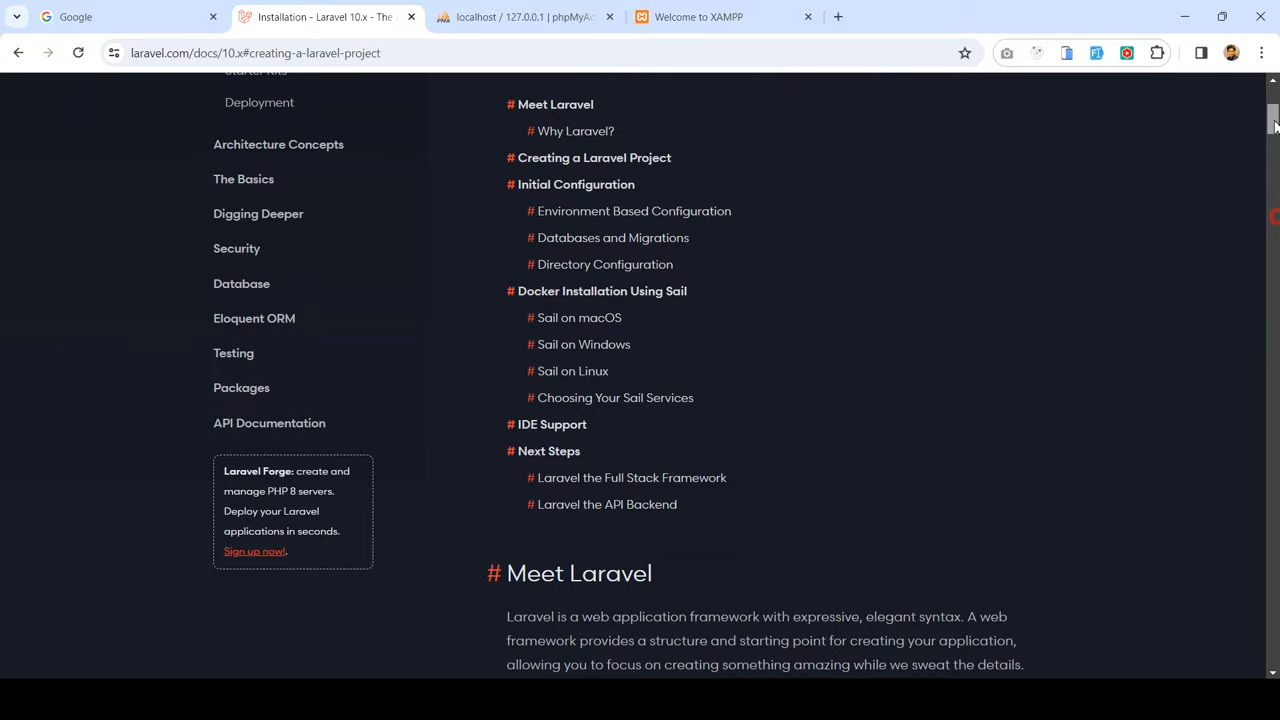 Google
Installation - Laravel 10.x - The
localhost / 127.0.0.1 | phpMyAd
Welcome to XAMPP
laravel.com/docs/10.x#creating-a-laravel-project
Starter Kits
Deployment
Architecture Concepts
The Basics
Digging Deeper
Security
Database
Eloquent ORM
Testing
Packages
API Documentation
Laravel Forge: create and
manage PHP 8 servers.
Deploy your Laravel
applications in seconds.
Sign up now!.
# Meet Laravel
# Why Laravel?
# Creating a Laravel Project
# Initial Configuration
# Environment Based Configuration
# Databases and Migrations
# Directory Configuration
# Docker Installation Using Sail
# Sail on macOS
# Sail on Windows
# Sail on Linux
# Choosing Your Sail Services
# IDE Support
# Next Steps
# Laravel the Full Stack Framework
# Laravel the API Backend
# Meet Laravel
Laravel is a web application framework with expressive, elegant syntax. A web
framework provides a structure and starting point for creating your application,
allowing you to focus on creating something amazing while we sweat the details.